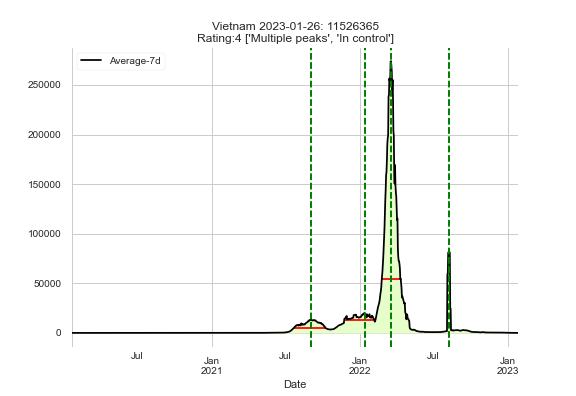 Vietnam 2023-01-26: 11526365
Rating:4 ['Multiple peaks', 'In control']
Average-7d
250000
200000
150000
100000
50000
0
Jul
Jan
2021
Jul
Jan
2022
Jul
Jan
2023
Date